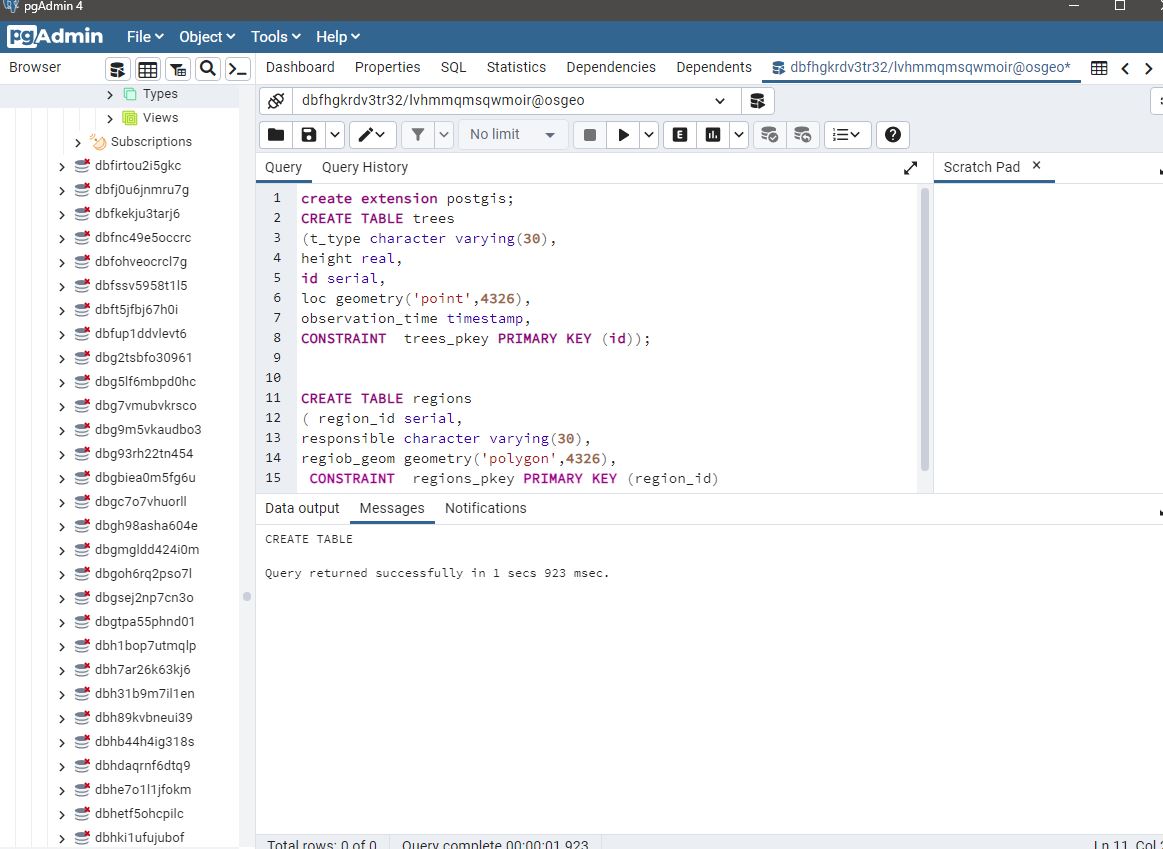 pgAdmin 4
pgAdmin File Object Tools Help
Browser
Dashboard Properties SQL Statistics Dependencies Dependents dbfhgkrdv3tr32/lvhmmqmsqwmoir@osgeo*
Types
Views
Subscriptions
dbfirtou2i5gkc
dbfj0u6jnmru7g
dbfkekju3tarj6
dbfnc49e5occrc
dbfohveocrcl7g
dbfssv5958t1l5
dbft5jfbj67h0i
dbfup1ddvlevt6
dbg2tsbfo30961
dbg5lf6mbpd0hc
dbg7vmubvkrsco
dbg9m5vkaudbo3
dbg93rh22tn454
dbgbiea0m5fg6u
dbgc7o7vhuorll
dbgh98asha604e
dbgmgldd424i0m
dbgoh6rq2pso7l
dbgsej2np7cn3o
dbgtpa55phnd01
dbh1bop7utmqlp
dbh7ar26k63kj6
dbh31b9m7il1en
dbh89kvbneui39
dbhb44h4ig318s
dbhdaqrnf6dtq9
dbhe7o1l1jfokm
dbhetf5ohcpilc
dbhki1ufujubof
dbfhgkrdv3tr32/lvhmmqmsqwmoir@osgeo
No limit
E
Query Query History
Scratch Pad
1 create extension postgis;
2 CREATE TABLE trees
3 (t_type character varying(30),
4 height real,
5 id serial,
6 loc geometry('point',4326),
7 observation_time timestamp,
8 CONSTRAINT  trees_pkey PRIMARY KEY (id));
9
10
11 CREATE TABLE regions
12 ( region_id serial,
13 responsible character varying(30),
14 regiob_geom geometry('polygon',4326),
15  CONSTRAINT  regions_pkey PRIMARY KEY (region_id)
Data output Messages Notifications
CREATE TABLE
Query returned successfully in 1 secs 923 msec.
Total rows: 0 of 0 Query complete 00:00:01.923 Ln 11, Col